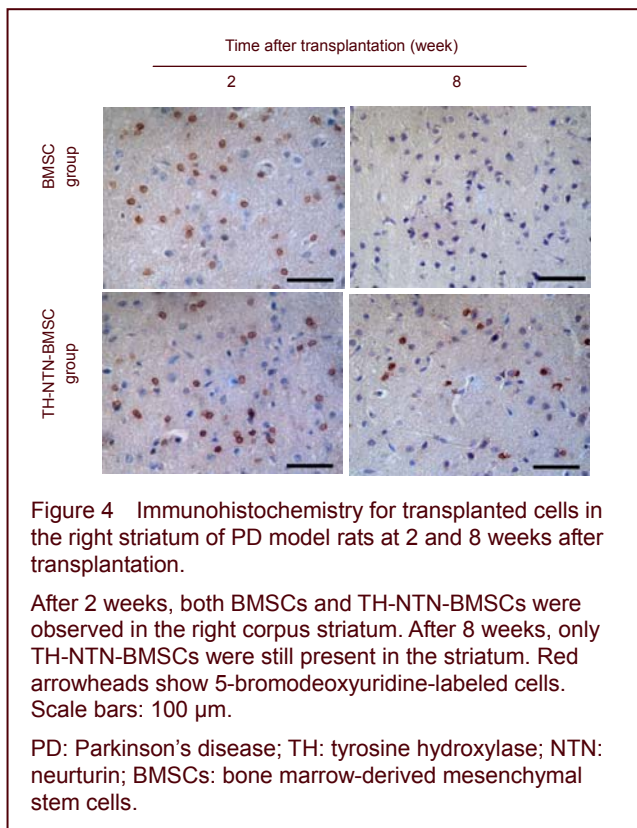 Time after transplantation (week)
2
8
BMSC
group
TH-NTN-BMSC
group
Figure 4 Immunohistochemistry for transplanted cells in
the right striatum of PD model rats at 2 and 8 weeks after
transplantation.
After 2 weeks, both BMSCs and TH-NTN-BMSCs were
observed in the right corpus striatum. After 8 weeks, only
TH-NTN-BMSCs were still present in the striatum. Red
arrowheads show 5-bromodeoxyuridine-labeled cells.
Scale bars: 100 μm.
PD: Parkinson's disease; TH: tyrosine hydroxylase; NTN:
neurturin; BMSCs: bone marrow-derived mesenchymal
stem cells.